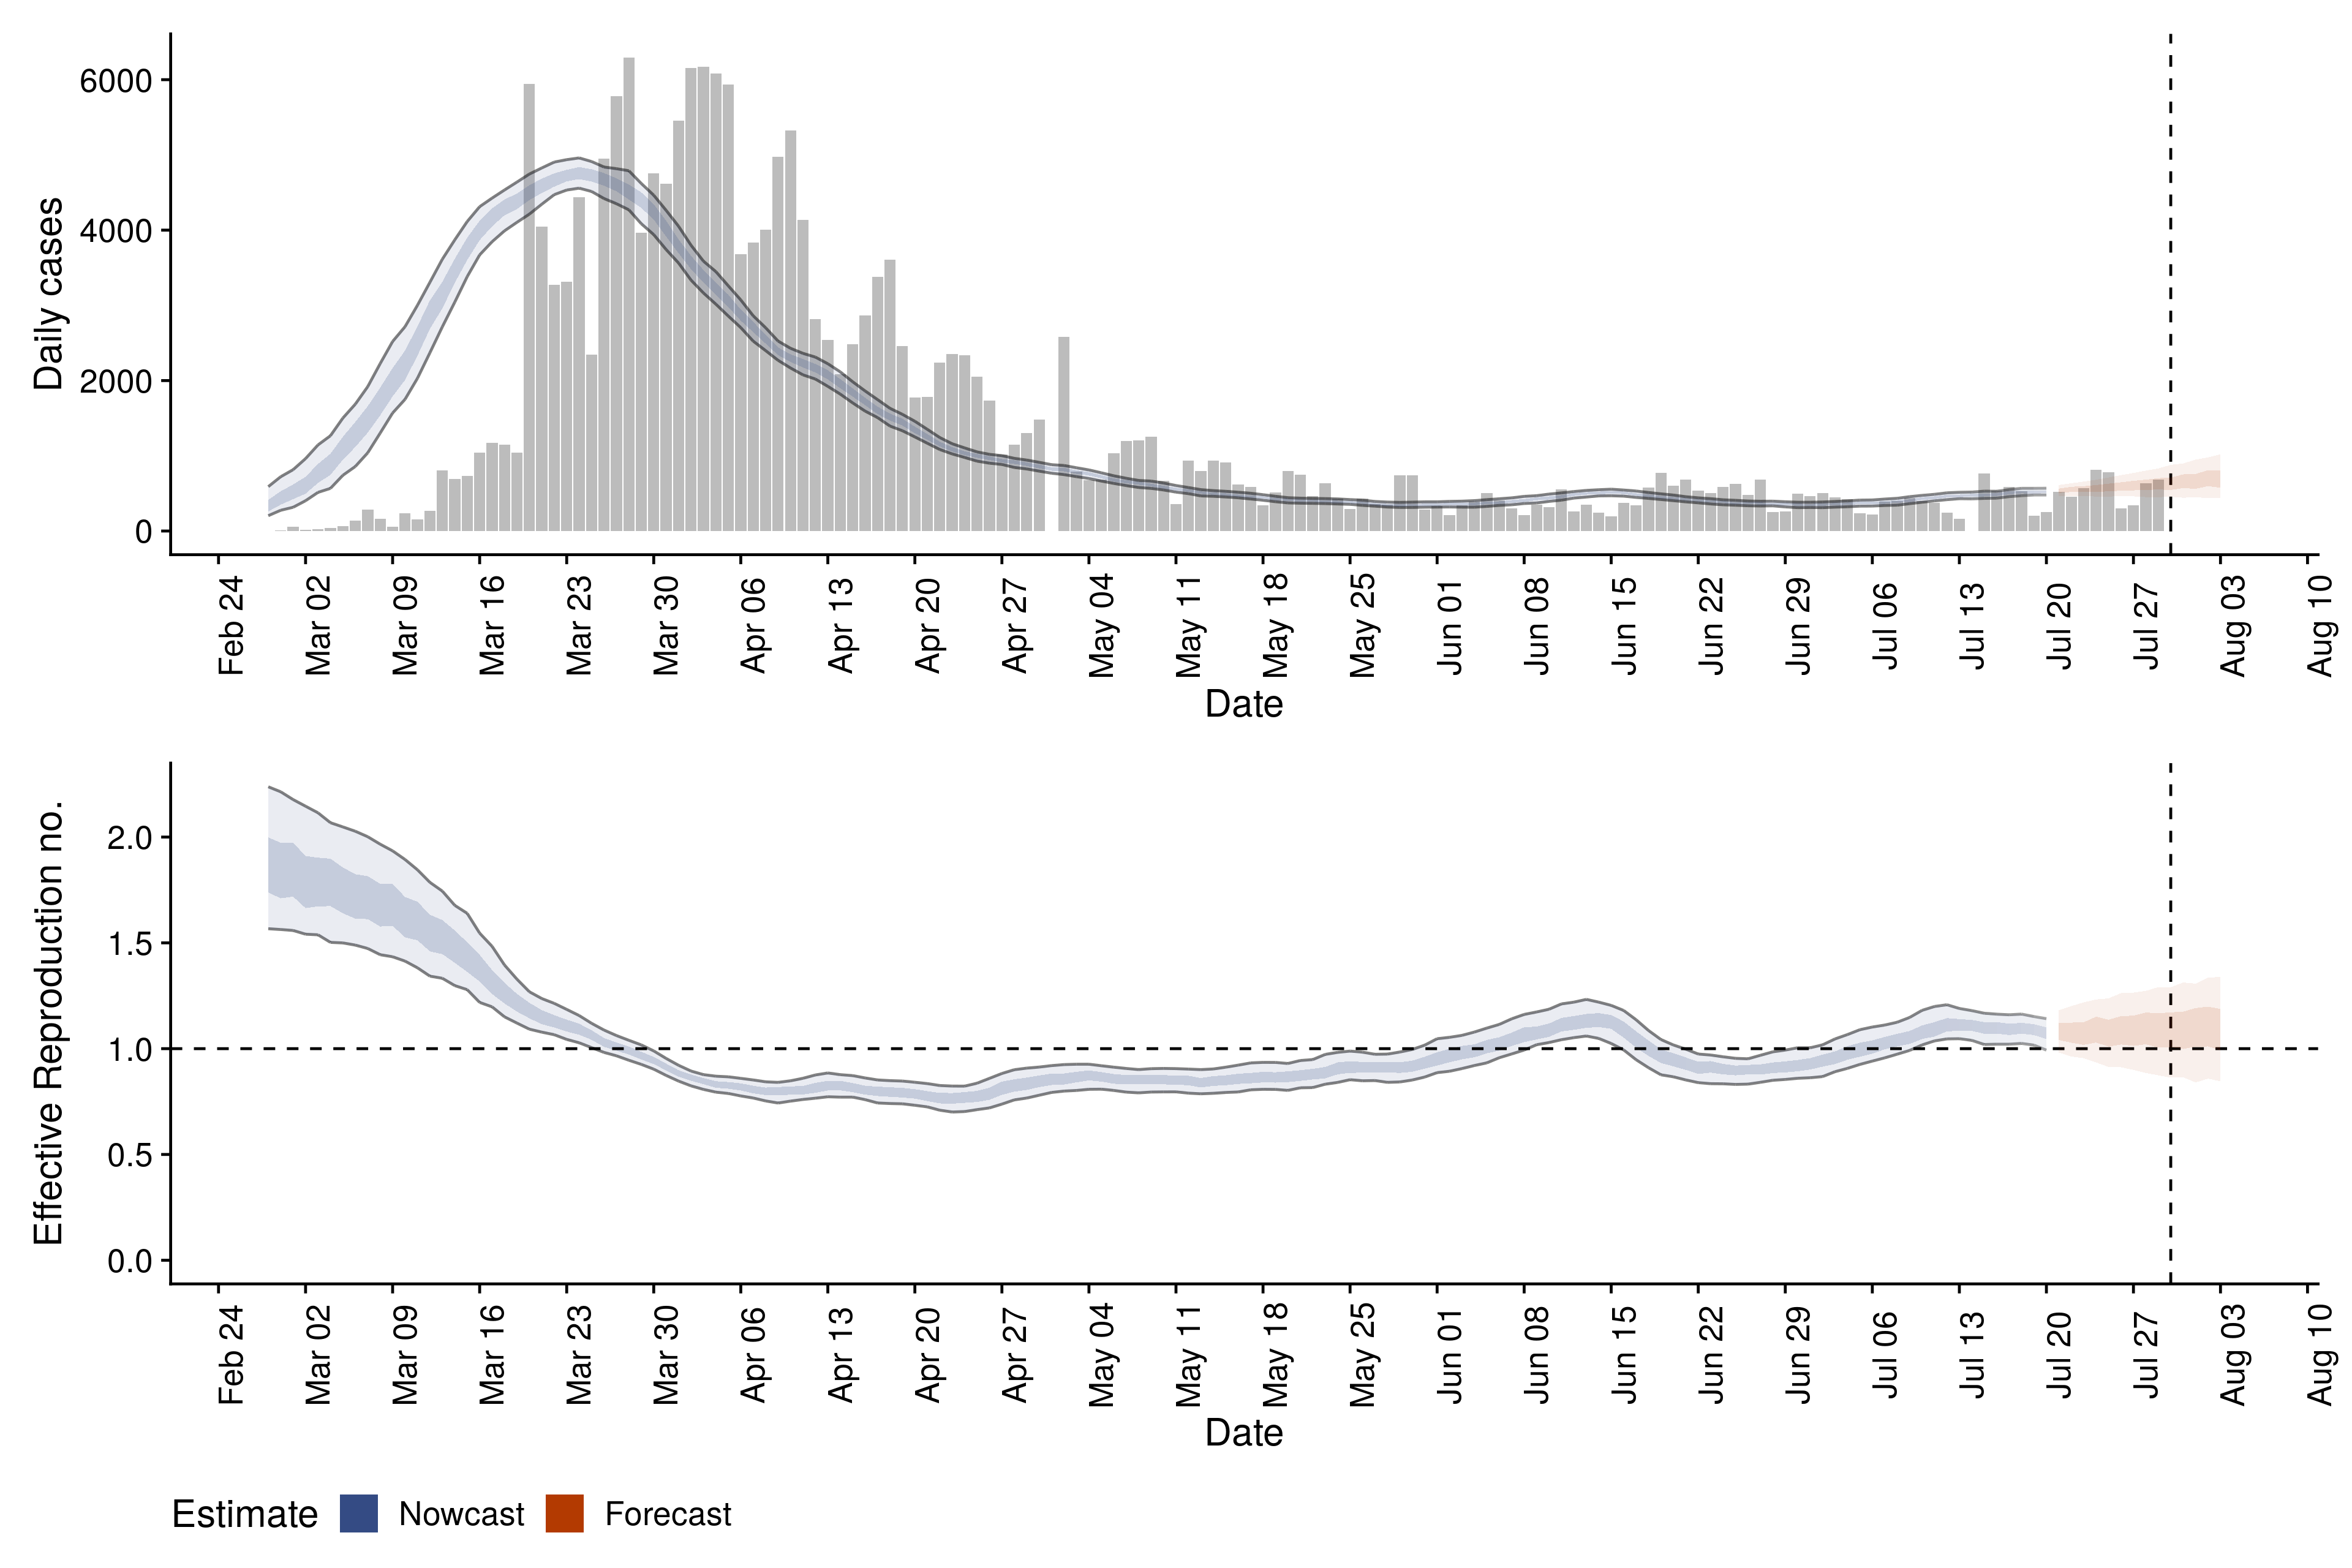 Daily cases
6000
4000
2000
0
Feb 24
Mar 02
Mar 09
Mar 16
Mar 23
Mar 30
Apr 06
Apr 13
Apr 20
Apr 27
May 04
May 11
May 18
May 25
Jun 01
Jun 08
Jun 15
Jun 22
Jun 29
Jul 06
Jul 13
Jul 20
Jul 27
Aug 03
Aug 10
Date
Effective Reproduction no.
2.0
1.5
1.0
0.5
0.0
Feb 24
Mar 02
Mar 09
Mar 16
Mar 23
Mar 30
Apr 06
Apr 13
Apr 20
Apr 27
May 04
May 11
May 18
May 25
Jun 01
Jun 08
Jun 15
Jun 22
Jun 29
Jul 06
Jul 13
Jul 20
Jul 27
Aug 03
Aug 10
Date
Estimate Nowcast Forecast